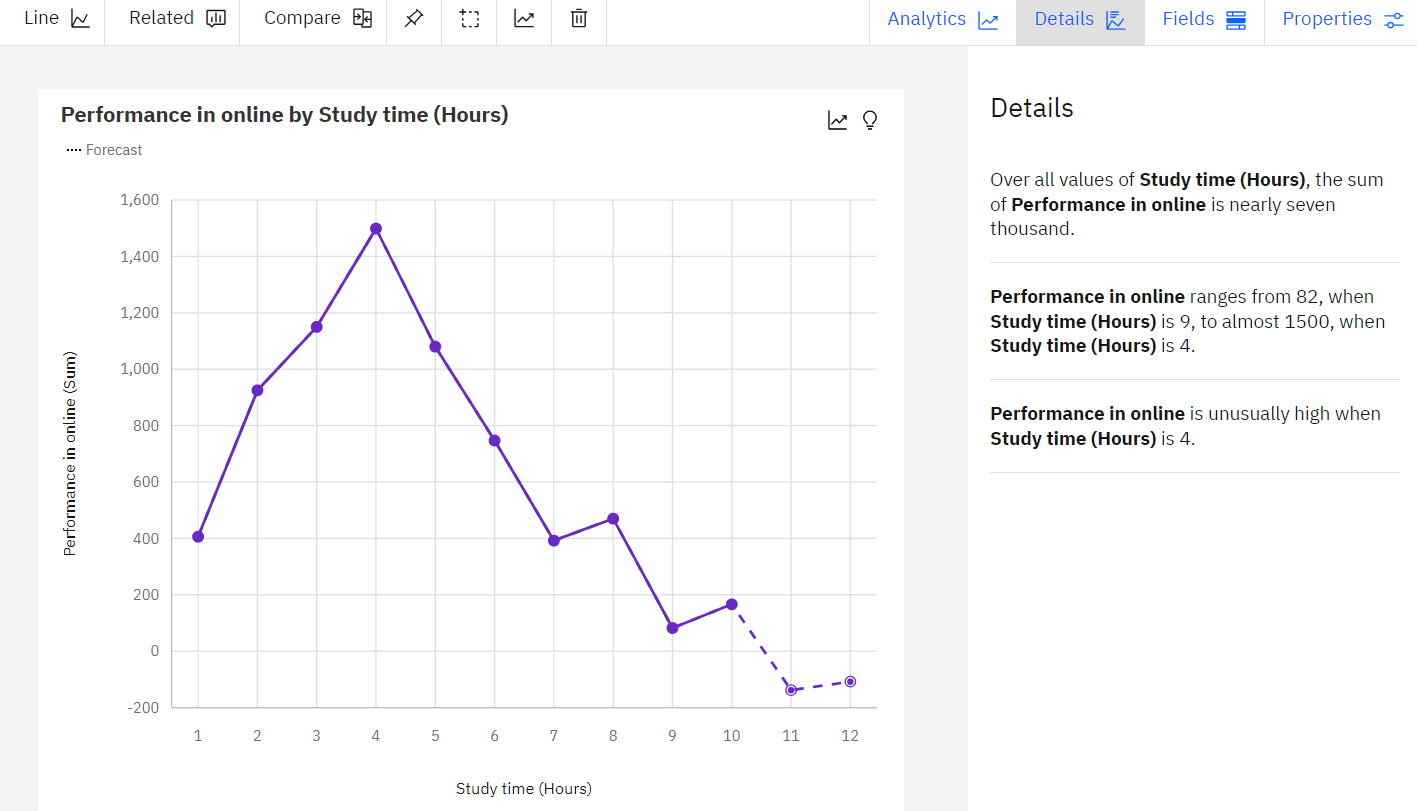 Line
Related
Compare
Analytics
Details
Fields
Properties
Performance in online by Study time (Hours)
Forecast
1,600
1,400
1,200
1,000
800
600
400
200
0
-200
Performance in online (Sum)
1 2 3 4 5 6 7 8 9 10 11 12
Study time (Hours)
Details
Over all values of Study time (Hours), the sum
of Performance in online is nearly seven
thousand.
Performance in online ranges from 82, when
Study time (Hours) is 9, to almost 1500, when
Study time (Hours) is 4.
Performance in online is unusually high when
Study time (Hours) is 4.